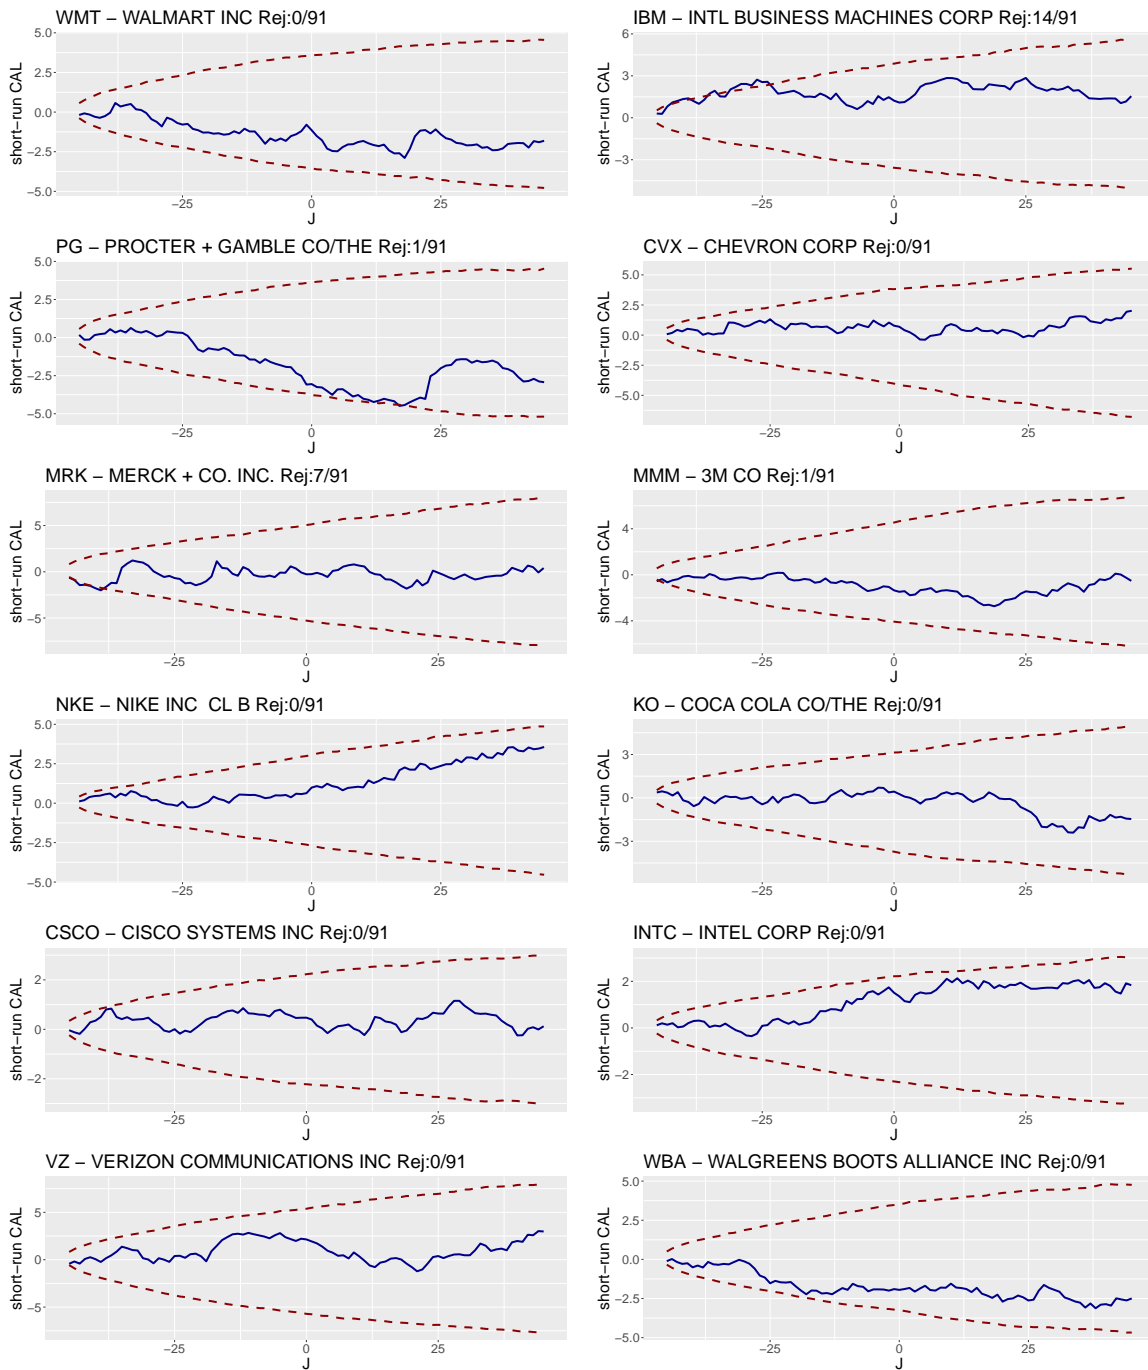 WMT − WALMART INC Rej:0/91
short−run CAL
5.0
2.5
0.0
−2.5
−5.0
−25
0
25
J
IBM − INTL BUSINESS MACHINES CORP Rej:14/91
short−run CAL
6
3
0
−3
−25
0
25
J
PG − PROCTER + GAMBLE CO/THE Rej:1/91
short−run CAL
5.0
2.5
0.0
−2.5
−5.0
−25
0
25
J
CVX − CHEVRON CORP Rej:0/91
short−run CAL
5.0
2.5
0.0
−2.5
−5.0
−25
0
25
J
MRK − MERCK + CO. INC. Rej:7/91
short−run CAL
5
0
−5
−25
0
25
J
MMM − 3M CO Rej:1/91
short−run CAL
4
0
−4
−25
0
25
J
NKE − NIKE INC  CL B Rej:0/91
short−run CAL
5.0
2.5
0.0
−2.5
−5.0
−25
0
25
J
KO − COCA COLA CO/THE Rej:0/91
short−run CAL
3
0
−3
−25
0
25
J
CSCO − CISCO SYSTEMS INC Rej:0/91
short−run CAL
2
0
−2
−25
0
25
J
INTC − INTEL CORP Rej:0/91
short−run CAL
2
0
−2
−25
0
25
J
VZ − VERIZON COMMUNICATIONS INC Rej:0/91
short−run CAL
5
0
−5
−25
0
25
J
WBA − WALGREENS BOOTS ALLIANCE INC Rej:0/91
short−run CAL
5.0
2.5
0.0
−2.5
−5.0
−25
0
25
J